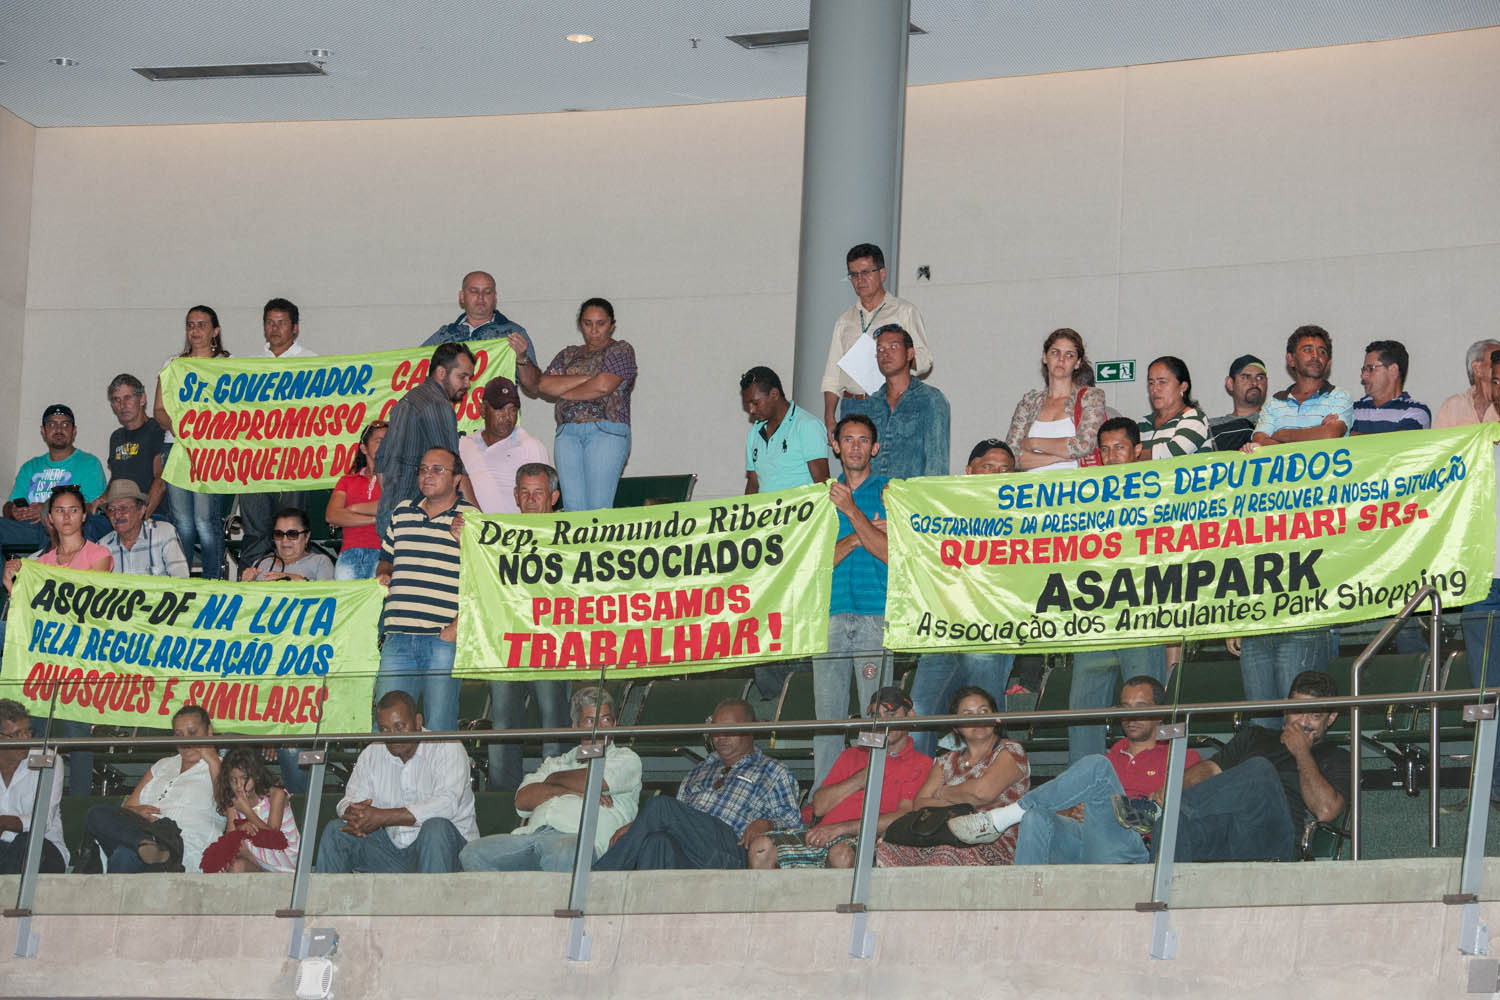 Sr. GOVERNADOR,
COMPROMISSO
QUIOSQUEIROS DO
ASQUIS-DF NA LUTA
PELA REGULARIZAÇÃO DOS
QUIOSQUES E SIMILARES
Dep. Raimundo Ribeiro
NÓS ASSOCIADOS
PRECISAMOS
TRABALHAR!
SENHORES DEPUTADOS
GOSTARIAMOS DA PRESENÇA DOS SENHORES P/ RESOLVER A NOSSA SITUAÇÃO
QUEREMOS TRABALHAR! SRs.
ASAMPARK
Associação dos Ambulantes Park Shopping